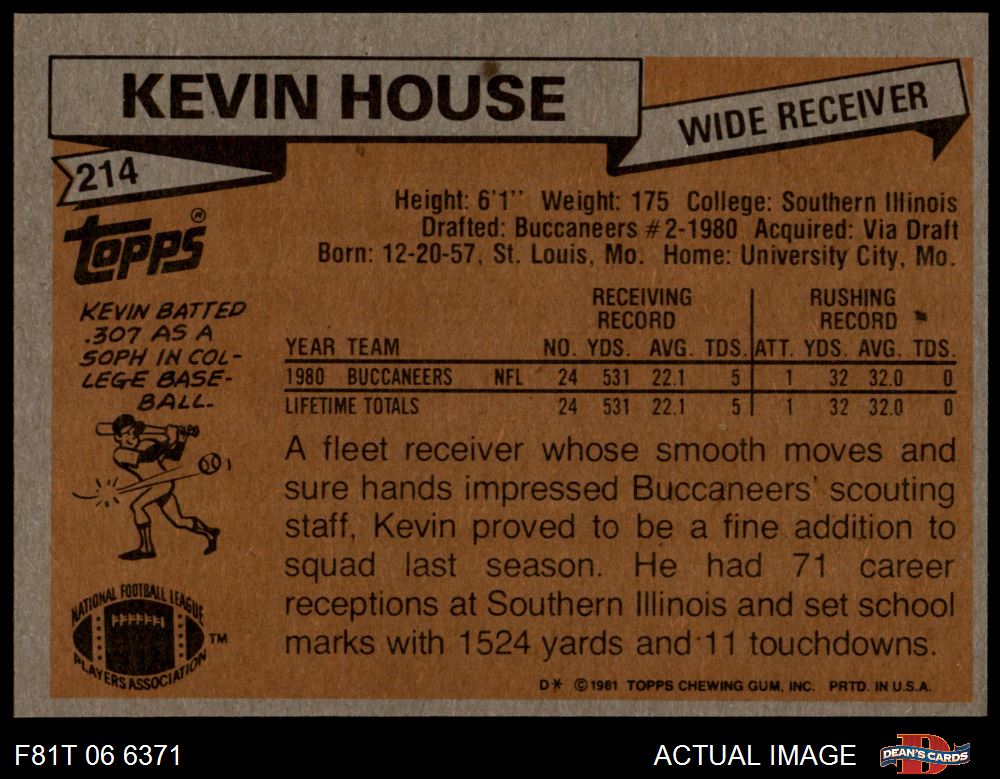 KEVIN HOUSE
WIDE RECEIVER
214
Topps®
Height: 6'1" Weight: 175 College: Southern Illinois
Drafted: Buccaneers #2-1980 Acquired: Via Draft
Born: 12-20-57, St. Louis, Mo. Home: University City, Mo.
KEVIN BATTED
.307 AS A
SOPH IN COL-
LEGE BASE-
BALL.
RECEIVING RUSHING
RECORD RECORD
YEAR TEAM NO. YDS. AVG. TDS. ATT. YDS. AVG. TDS.
1980 BUCCANEERS NFL 24 531 22.1 5 1 32 32.0 0
LIFETIME TOTALS 24 531 22.1 5 1 32 32.0 0
A fleet receiver whose smooth moves and
sure hands impressed Buccaneers' scouting
staff, Kevin proved to be a fine addition to
squad last season. He had 71 career
receptions at Southern Illinois and set school
marks with 1524 yards and 11 touchdowns.
NATIONAL FOOTBALL LEAGUE
PLAYERS ASSOCIATION
TM
D* ©1981 TOPPS CHEWING GUM, INC. PRTD. IN U.S.A.
F81T 06 6371
ACTUAL IMAGE
DEAN'S CARDS